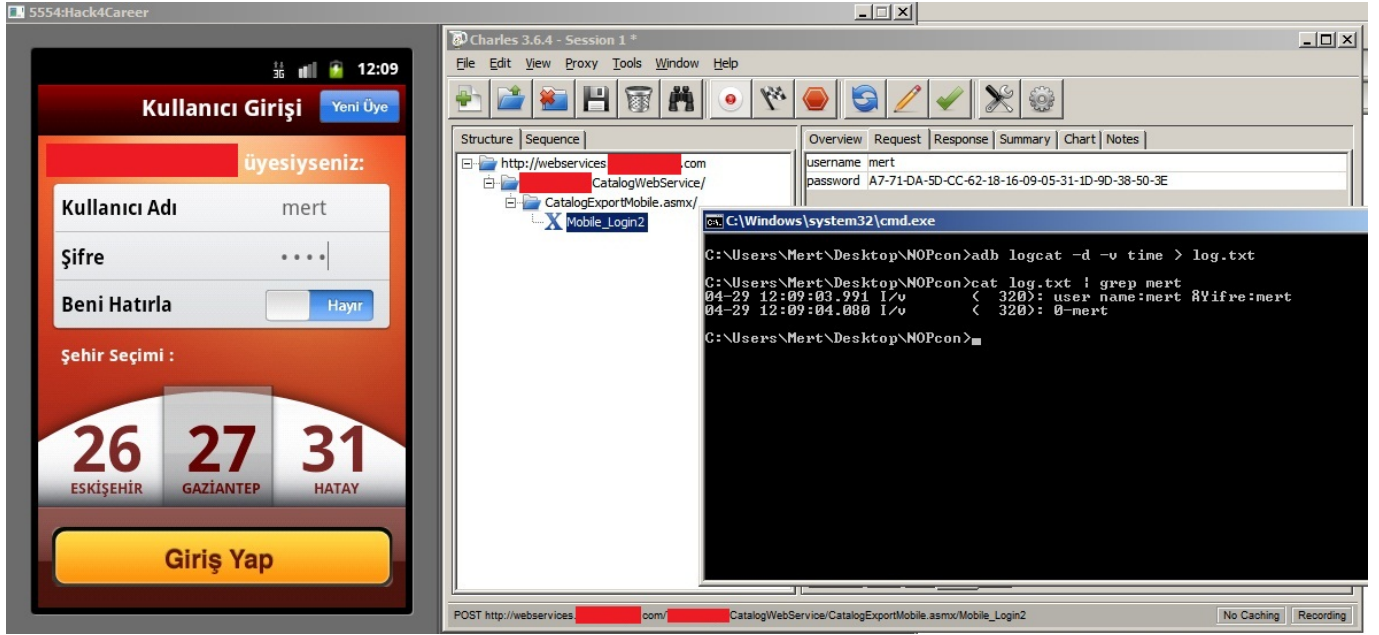 5554:Hack4Career
12:09
Kullanıcı Girişi
Yeni Üye
üyesiyseniz:
Kullanıcı Adı mert
Şifre ••••
Beni Hatırla Hayır
Şehir Seçimi :
26 27 31
ESKİŞEHİR GAZİANTEP HATAY
Giriş Yap
Charles 3.6.4 - Session 1 *
File Edit View Proxy Tools Window Help
Structure Sequence
http://webservices .com
CatalogWebService/
CatalogExportMobile.asmx/
Mobile_Login2
Overview Request Response Summary Chart Notes
username mert
password A7-71-DA-5D-CC-62-18-16-09-05-31-1D-9D-38-50-3E
C:\Windows\system32\cmd.exe
C:\Users\Mert\Desktop\NOPcon>adb logcat -d -v time > log.txt
C:\Users\Mert\Desktop\NOPcon>cat log.txt | grep mert
04-29 12:09:03.991 I/v ( 320): user name:mert &Yifre:mert
04-29 12:09:04.080 I/v ( 320): 0-mert
C:\Users\Mert\Desktop\NOPcon>
POST http://webservices. com/ CatalogWebService/CatalogExportMobile.asmx/Mobile_Login2
No Caching Recording